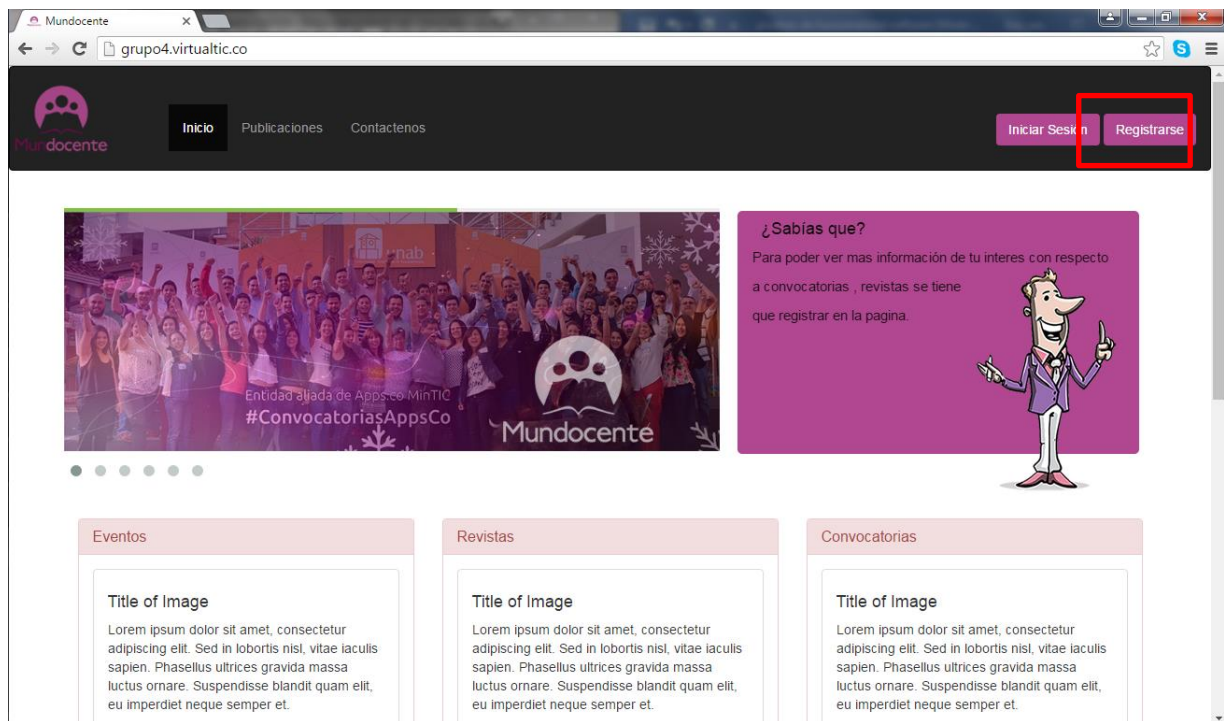 Mundocente
grupo4.virtualtic.co
Mundocente
Inicio
Publicaciones
Contactenos
Iniciar Sesión
Registrarse
unab
Entidad aliada de Apps.co MinTIC
#ConvocatoriasAppsCo
Mundocente
¿Sabías que?
Para poder ver mas información de tu interes con respecto
a convocatorias , revistas se tiene
que registrar en la pagina.
Eventos
Title of Image
Lorem ipsum dolor sit amet, consectetur
adipiscing elit. Sed in lobortis nisl, vitae iaculis
sapien. Phasellus ultrices gravida massa
luctus ornare. Suspendisse blandit quam elit,
eu imperdiet neque semper et.
Revistas
Title of Image
Lorem ipsum dolor sit amet, consectetur
adipiscing elit. Sed in lobortis nisl, vitae iaculis
sapien. Phasellus ultrices gravida massa
luctus ornare. Suspendisse blandit quam elit,
eu imperdiet neque semper et.
Convocatorias
Title of Image
Lorem ipsum dolor sit amet, consectetur
adipiscing elit. Sed in lobortis nisl, vitae iaculis
sapien. Phasellus ultrices gravida massa
luctus ornare. Suspendisse blandit quam elit,
eu imperdiet neque semper et.